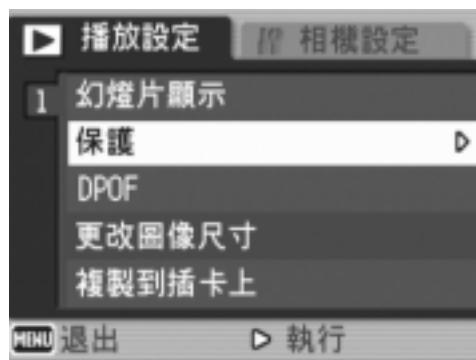 播放設定 相機設定
1 幻燈片顯示
保護
DPOF
更改圖像尺寸
複製到插卡上
MENU 退出 執行